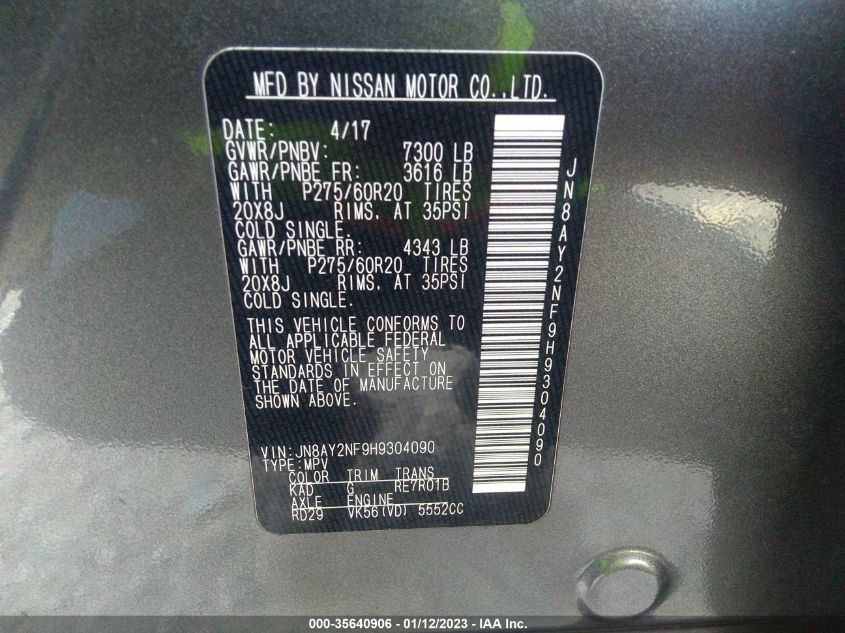 MFD BY NISSAN MOTOR CO.,LTD.
DATE: 4/17
GVWR/PNBV: 7300 LB
GAWR/PNBE FR: 3616 LB
WITH P275/60R20 TIRES
20X8J RIMS. AT 35PSI
COLD SINGLE.
GAWR/PNBE RR: 4343 LB
WITH P275/60R20 TIRES
20X8J RIMS. AT 35PSI
COLD SINGLE.
THIS VEHICLE CONFORMS TO
ALL APPLICABLE FEDERAL
MOTOR VEHICLE SAFETY
STANDARDS IN EFFECT ON
THE DATE OF MANUFACTURE
SHOWN ABOVE.
VIN:JN8AY2NF9H9304090
TYPE:MPV
COLOR TRIM TRANS
KAD G RE7R01B
AXLE ENGINE
RD29 VK56(VD) 5552CC
JN8AY2NF9H9304090
000-35640906 - 01/12/2023 - IAA Inc.